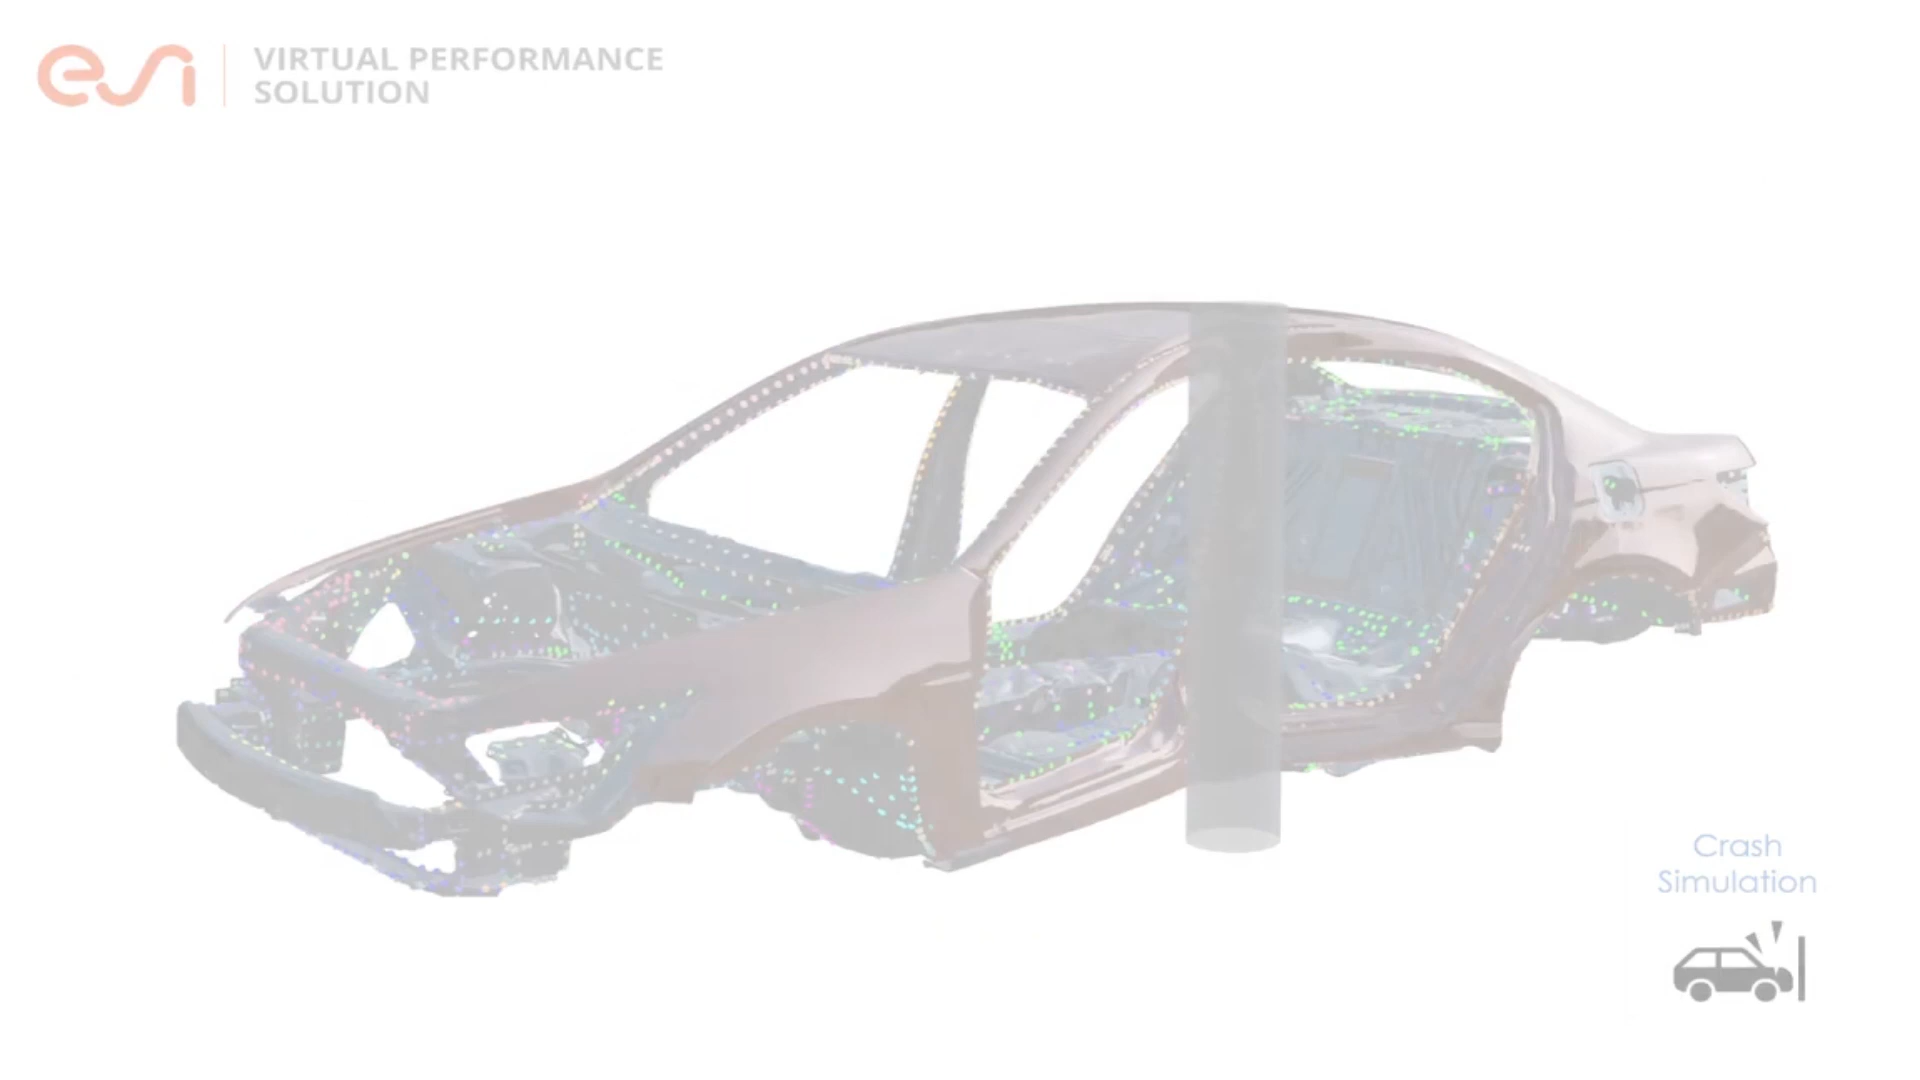 esi
VIRTUAL PERFORMANCE
SOLUTION
Crash
Simulation